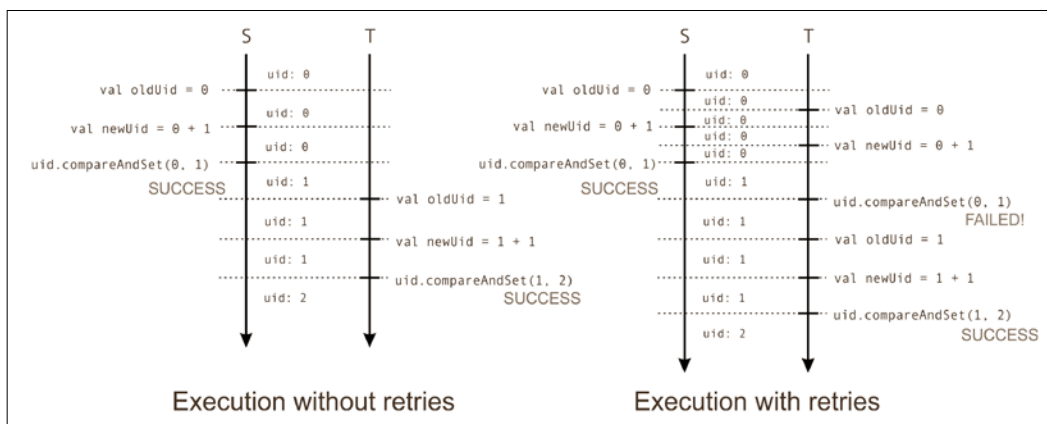 S T
uid: 0
val oldUid = 0
uid: 0
val newUid = 0 + 1
uid: 0
uid.compareAndSet(0, 1)
SUCCESS
uid: 1
val oldUid = 1
uid: 1
val newUid = 1 + 1
uid: 1
uid.compareAndSet(1, 2)
SUCCESS
uid: 2
Execution without retries
S T
uid: 0
val oldUid = 0
uid: 0
val oldUid = 0
uid: 0
val newUid = 0 + 1
uid: 0
val newUid = 0 + 1
uid: 0
uid.compareAndSet(0, 1)
SUCCESS
uid: 1
uid.compareAndSet(0, 1)
FAILED!
uid: 1
val oldUid = 1
uid: 1
val newUid = 1 + 1
uid: 1
uid.compareAndSet(1, 2)
SUCCESS
uid: 2
Execution with retries